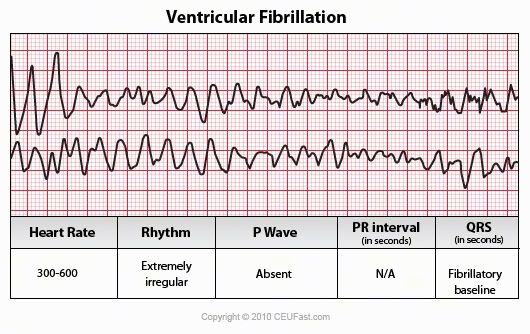 Ventricular Fibrillation
Heart Rate
Rhythm
P Wave
PR interval
(in seconds)
QRS
(in seconds)
300-600
Extremely
irregular
Absent
N/A
Fibrillatory
baseline
Copyright © 2010 CEUFast.com